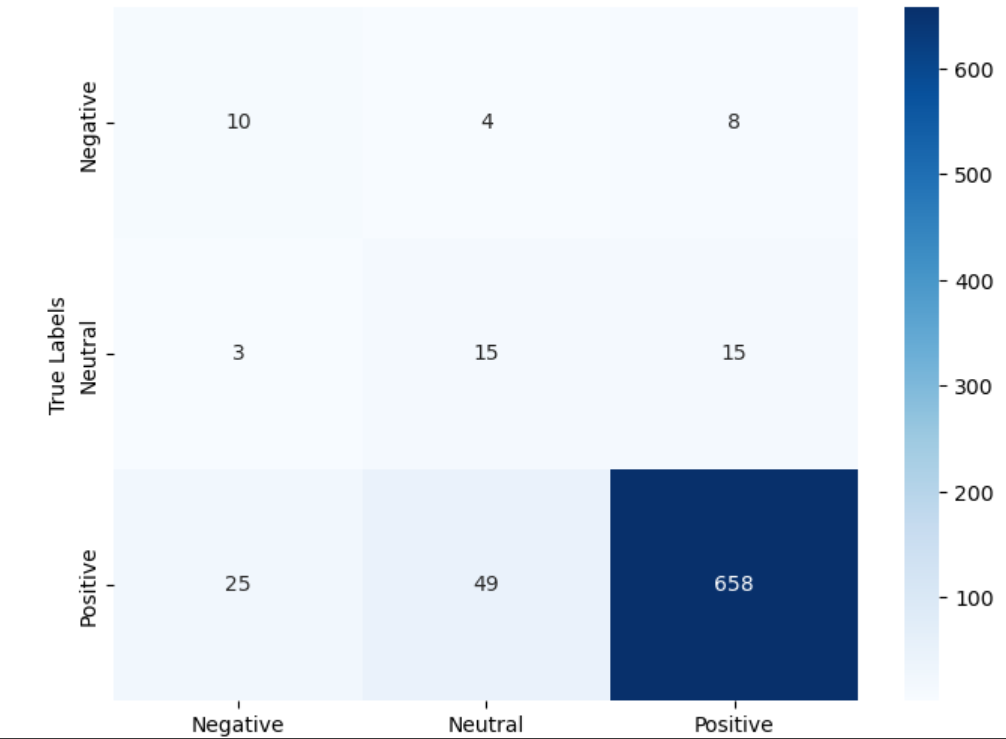 600
Negative
10 4 8
500
400
True Labels
Neutral
3 15 15
300
200
Positive
25 49 658
100
Negative Neutral Positive